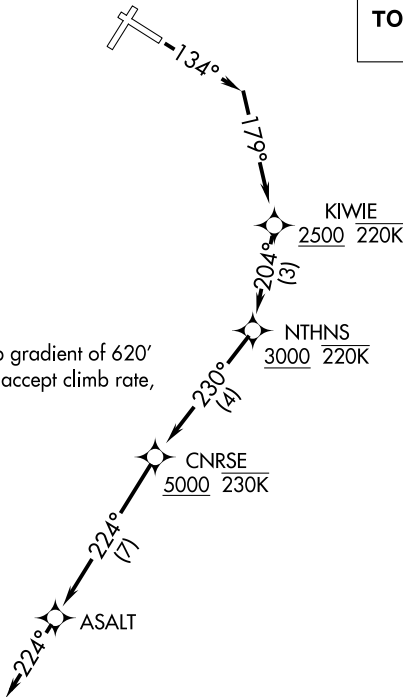 TO
134°
167°
KIWIE
2500 220K
204°
(3)
NTHNS
3000 220K
gradient of 620'
accept climb rate,
230°
(4)
CNRSE
5000 230K
224°
(7)
ASALT
224°